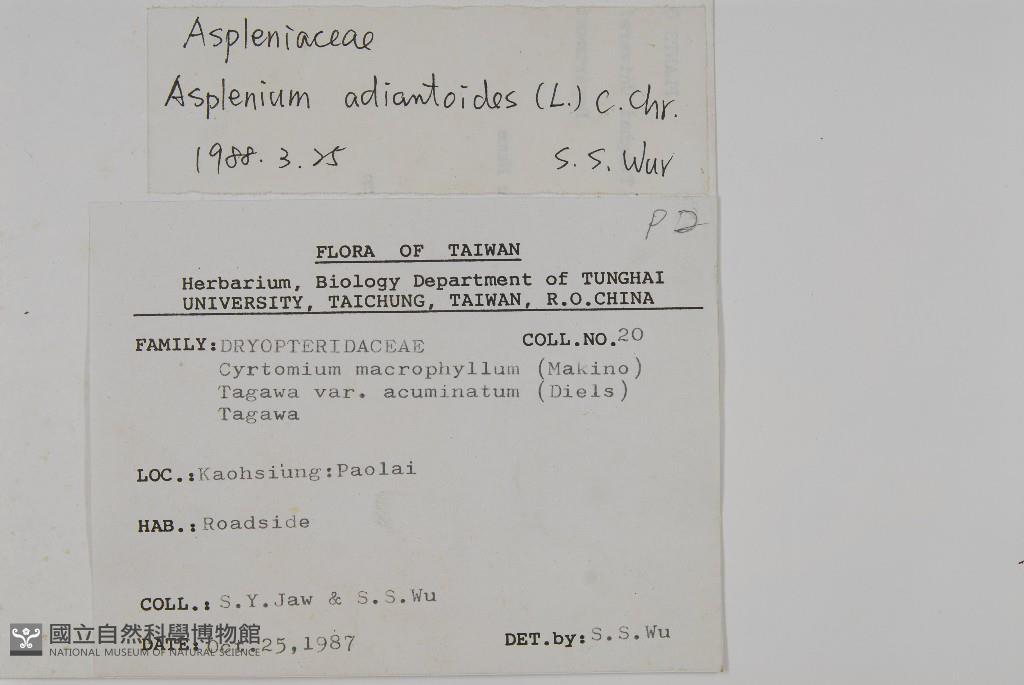 Aspleniaceae
Asplenium adiantoides (L.) C. Chr.
1988. 3. 25
S. S. Wur
PD
FLORA OF TAIWAN
Herbarium, Biology Department of TUNGHAI
UNIVERSITY, TAICHUNG, TAIWAN, R.O.CHINA
FAMILY: DRYOPTERIDACEAE COLL.NO. 20
Cyrtomium macrophyllum (Makino)
Tagawa var. acuminatum (Diels)
Tagawa
LOC.: Kaohsiung:Paolai
HAB.: Roadside
COLL.: S.Y.Jaw & S.S.Wu
DATE: Oct.25,1987 DET.by: S.S.Wu
國立自然科學博物館
NATIONAL MUSEUM OF NATURAL SCIENCE